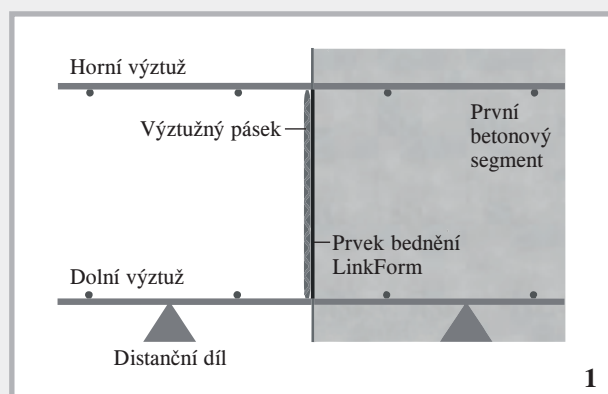 Horní výztuž
Výztužný pásek
První
betonový
segment
Prvek bednění
LinkForm
Dolní výztuž
Distanční díl
1